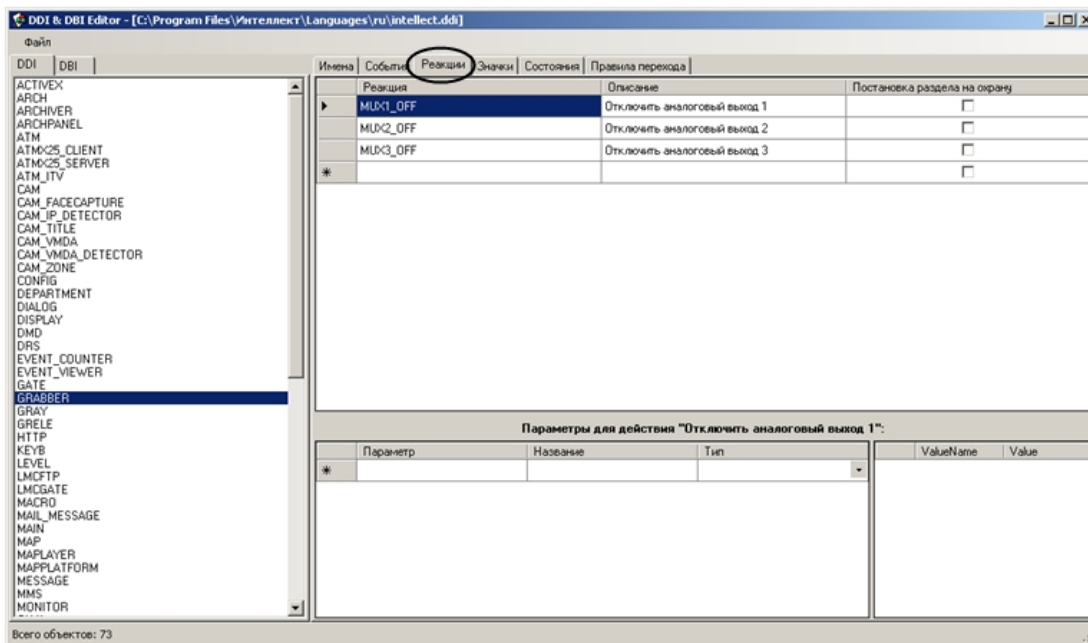 DDI & DBI Editor - [C:\Program Files\Интеллект\Languages\ru\intellect.ddi]
Файл
DDI DBI
Имена События Реакции Значки Состояния Правила перехода
ACTIVEX
ARCH
ARCHIVER
ARCHPANEL
ATM
ATMX25_CLIENT
ATMX25_SERVER
ATM_ITV
CAM
CAM_FACECAPTURE
CAM_IP_DETECTOR
CAM_TITLE
CAM_VMDA
CAM_VMDA_DETECTOR
CAM_ZONE
CONFIG
DEPARTMENT
DIALOG
DISPLAY
DMD
DRS
EVENT_COUNTER
EVENT_VIEWER
GATE
GRABBER
GRAY
GRELE
HTTP
KEYB
LEVEL
LMCFTP
LMCGATE
MACRO
MAIL_MESSAGE
MAIN
MAP
MAPLAYER
MAPPLATFORM
MESSAGE
MMS
MONITOR
Реакция Описание Постановка раздела на охрану
MUX1_OFF Отключить аналоговый выход 1
MUX2_OFF Отключить аналоговый выход 2
MUX3_OFF Отключить аналоговый выход 3
Параметры для действия "Отключить аналоговый выход 1":
Параметр Название Тип ValueName Value
Всего объектов: 73